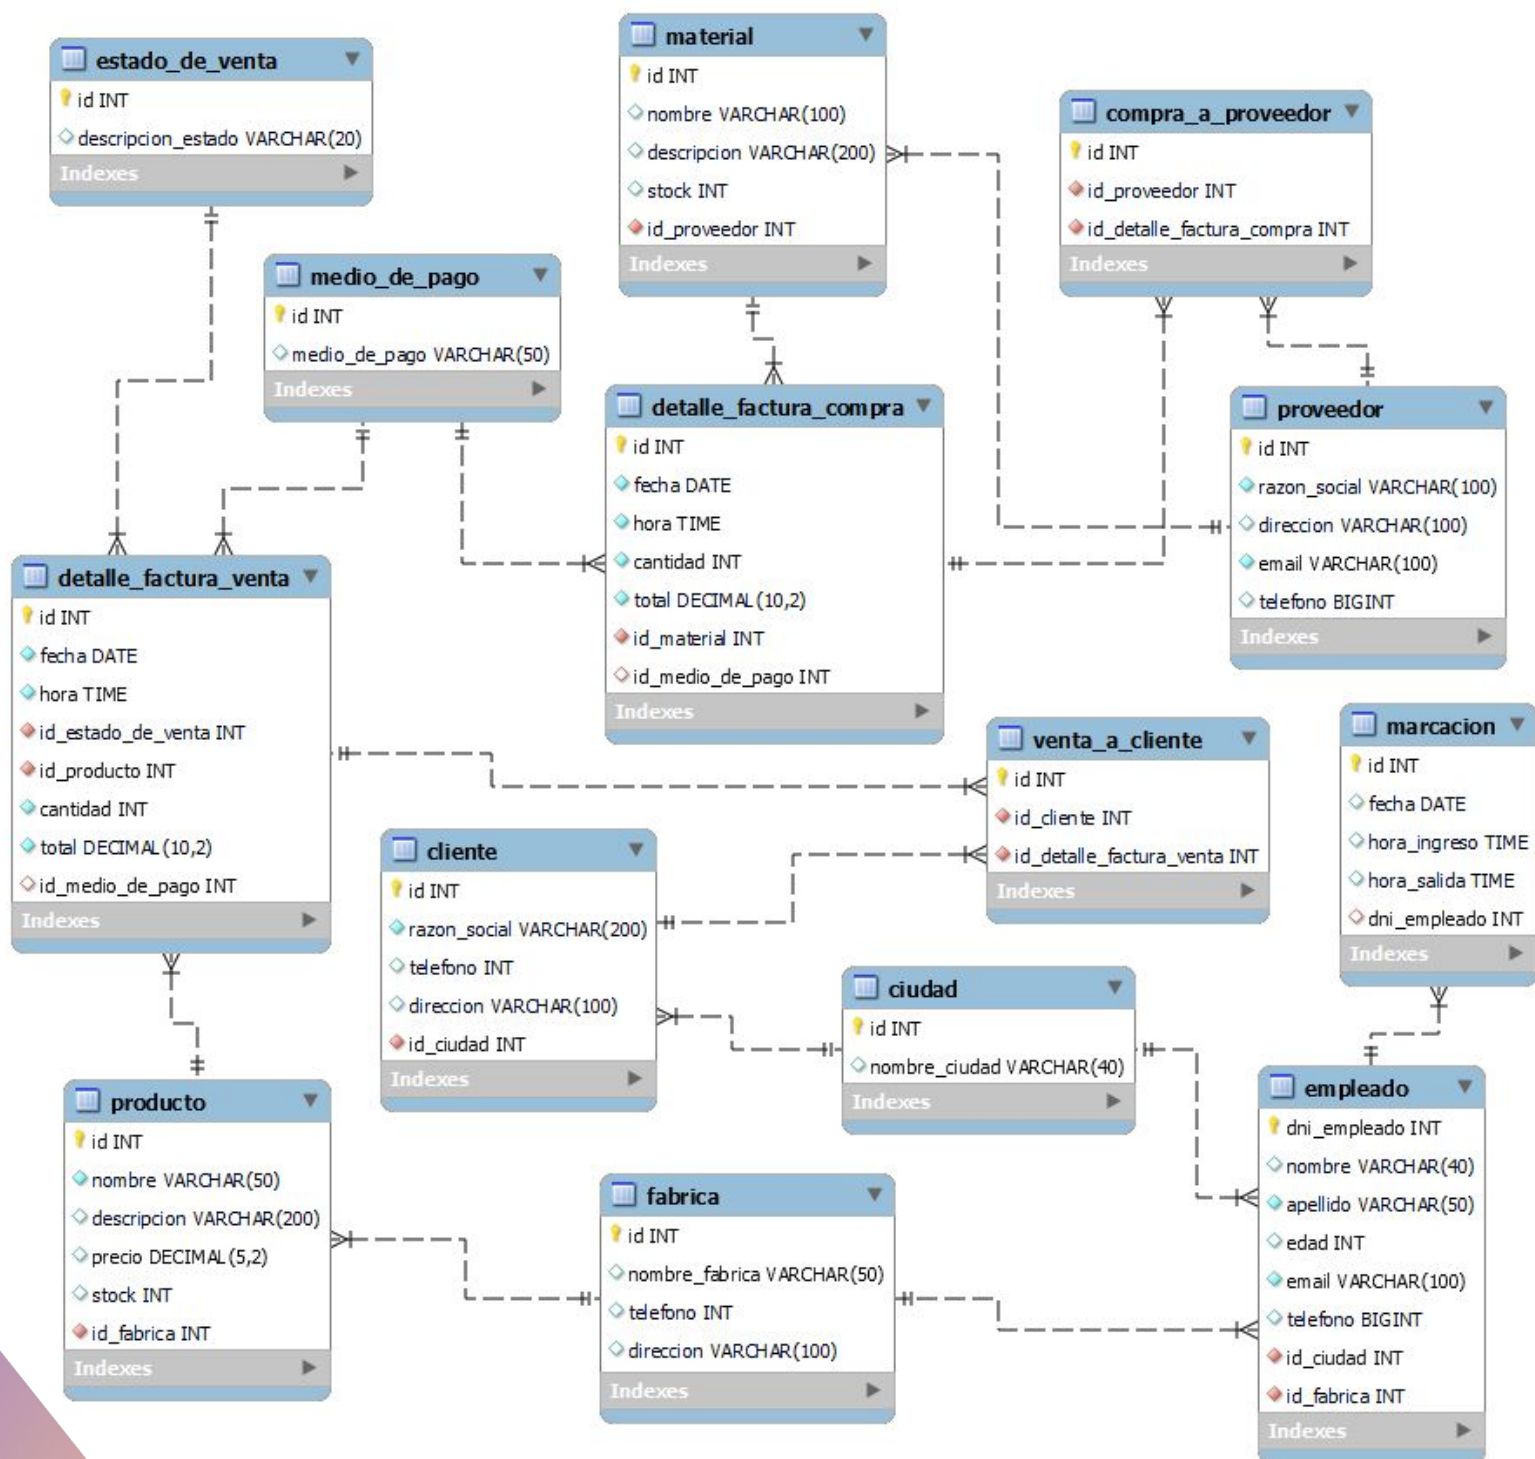 estado_de_venta
id INT
descripcion_estado VARCHAR(20)
Indexes
medio_de_pago
id INT
medio_de_pago VARCHAR(50)
Indexes
material
id INT
nombre VARCHAR(100)
descripcion VARCHAR(200)
stock INT
id_proveedor INT
Indexes
compra_a_proveedor
id INT
id_proveedor INT
id_detalle_factura_compra INT
Indexes
detalle_factura_compra
id INT
fecha DATE
hora TIME
cantidad INT
total DECIMAL(10,2)
id_material INT
id_medio_de_pago INT
Indexes
proveedor
id INT
razon_social VARCHAR(100)
direccion VARCHAR(100)
email VARCHAR(100)
telefono BIGINT
Indexes
detalle_factura_venta
id INT
fecha DATE
hora TIME
id_estado_de_venta INT
id_producto INT
cantidad INT
total DECIMAL(10,2)
id_medio_de_pago INT
Indexes
venta_a_cliente
id INT
id_cliente INT
id_detalle_factura_venta INT
Indexes
marcacion
id INT
fecha DATE
hora_ingreso TIME
hora_salida TIME
dni_empleado INT
Indexes
cliente
id INT
razon_social VARCHAR(200)
telefono INT
direccion VARCHAR(100)
id_ciudad INT
Indexes
ciudad
id INT
nombre_ciudad VARCHAR(40)
Indexes
producto
id INT
nombre VARCHAR(50)
descripcion VARCHAR(200)
precio DECIMAL(5,2)
stock INT
id_fabrica INT
Indexes
fabrica
id INT
nombre_fabrica VARCHAR(50)
telefono INT
direccion VARCHAR(100)
Indexes
empleado
dni_empleado INT
nombre VARCHAR(40)
apellido VARCHAR(50)
edad INT
email VARCHAR(100)
telefono BIGINT
id_ciudad INT
id_fabrica INT
Indexes